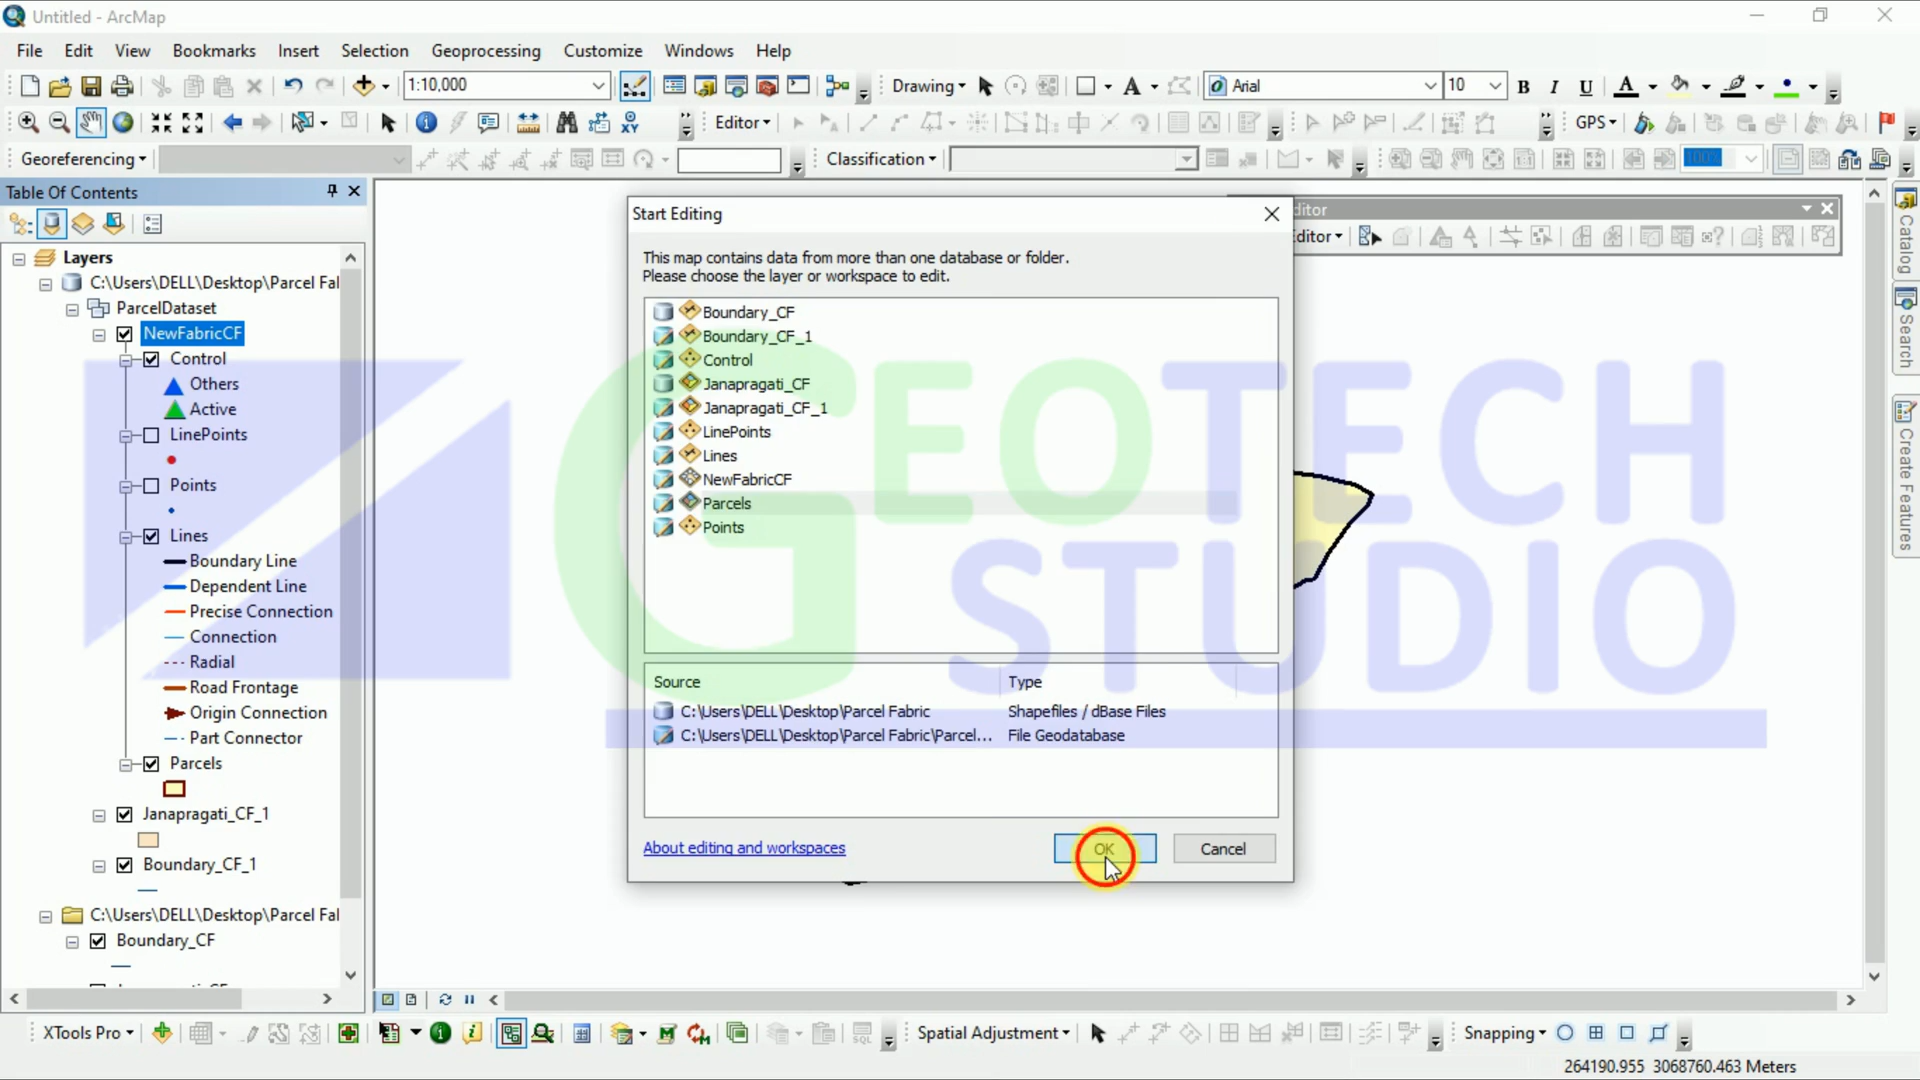 Untitled - ArcMap
File Edit View Bookmarks Insert Selection Geoprocessing Customize Windows Help
1:10,000 Drawing Arial 10 B I U A
Editor GPS
Georeferencing Classification 100%
Table Of Contents
Layers
C:\Users\DELL\Desktop\Parcel Fal
ParcelDataset
NewFabricCF
Control
Others
Active
LinePoints
Points
Lines
Boundary Line
Dependent Line
Precise Connection
Connection
Radial
Road Frontage
Origin Connection
Part Connector
Parcels
Janapragati_CF_1
Boundary_CF_1
C:\Users\DELL\Desktop\Parcel Fal
Boundary_CF
Start Editing
This map contains data from more than one database or folder.
Please choose the layer or workspace to edit.
Boundary_CF
Boundary_CF_1
Control
Janapragati_CF
Janapragati_CF_1
LinePoints
Lines
NewFabricCF
Parcels
Points
Source Type
C:\Users\DELL\Desktop\Parcel Fabric Shapefiles / dBase Files
C:\Users\DELL\Desktop\Parcel Fabric\Parcel... File Geodatabase
About editing and workspaces
OK Cancel
ditor
ditor
Catalog
Search
Create Features
GEOTECH
STUDIO
XTools Pro Spatial Adjustment Snapping
264190.955 3068760.463 Meters